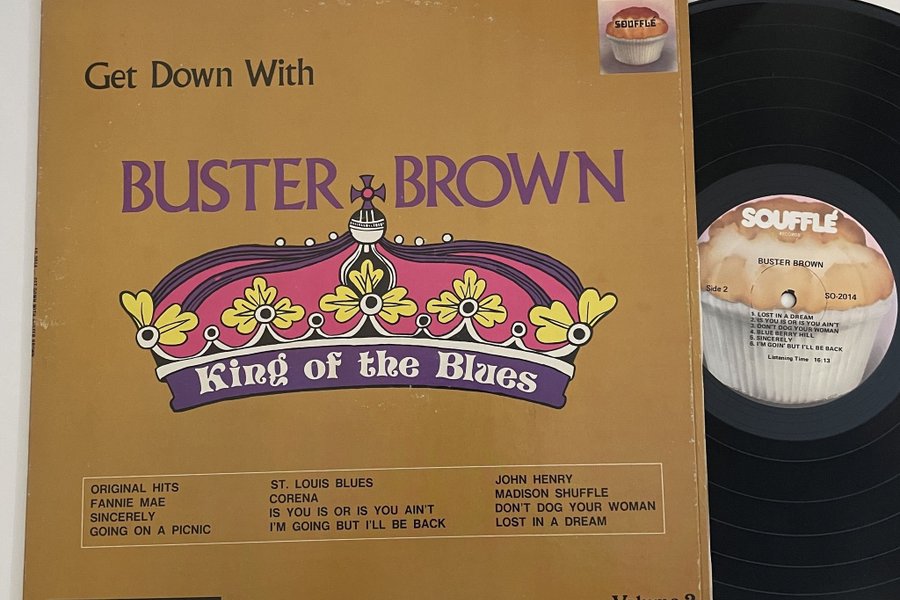 SOUFFLÉ
Get Down With
BUSTER BROWN
King of the Blues
ORIGINAL HITS
FANNIE MAE
SINCERELY
GOING ON A PICNIC
ST. LOUIS BLUES
CORENA
IS YOU IS OR IS YOU AIN'T
I'M GOING BUT I'LL BE BACK
JOHN HENRY
MADISON SHUFFLE
DON'T DOG YOUR WOMAN
LOST IN A DREAM
SOUFFLÉ
RECORDS
BUSTER BROWN
Side 2
SO-2014
1. LOST IN A DREAM
2. IS YOU IS OR IS YOU AIN'T
3. DON'T DOG YOUR WOMAN
4. BLUE BERRY HILL
5. SINCERELY
6. I'M GOIN' BUT I'LL BE BACK
Listening Time 16:13